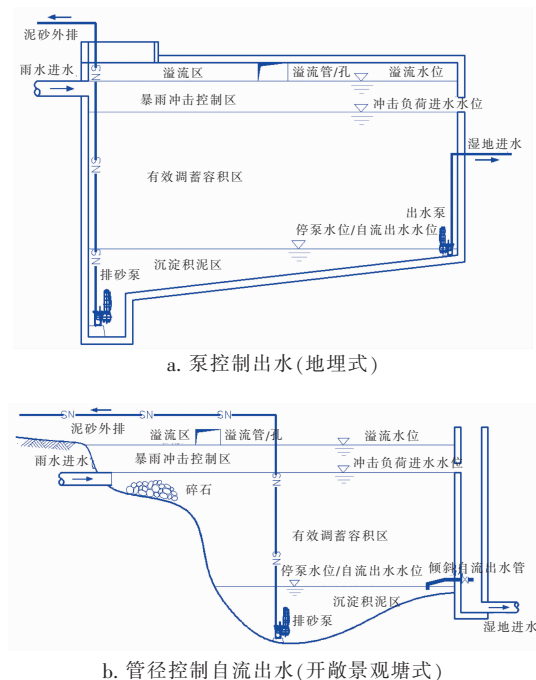 泥砂外排
雨水进水
SN
溢流区
溢流管/孔
溢流水位
暴雨冲击控制区
冲击负荷进水水位
SN
有效调蓄容积区
湿地进水
出水泵
停泵水位/自流出水水位
SN
沉淀积泥区
排砂泵
a. 泵控制出水(地埋式)
SN
SN
SN
泥砂外排
溢流区
溢流管/孔
溢流水位
雨水进水
暴雨冲击控制区
冲击负荷进水水位
SN
碎石
有效调蓄容积区
SN
停泵水位/自流出水水位
倾斜自流出水管
沉淀积泥区
排砂泵
湿地进水
b. 管径控制自流出水(开敞景观塘式)